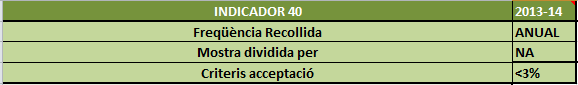 INDICADOR 40 2013-14
Freqüència Recollida ANUAL
Mostra dividida per NA
Criteris acceptació <3%